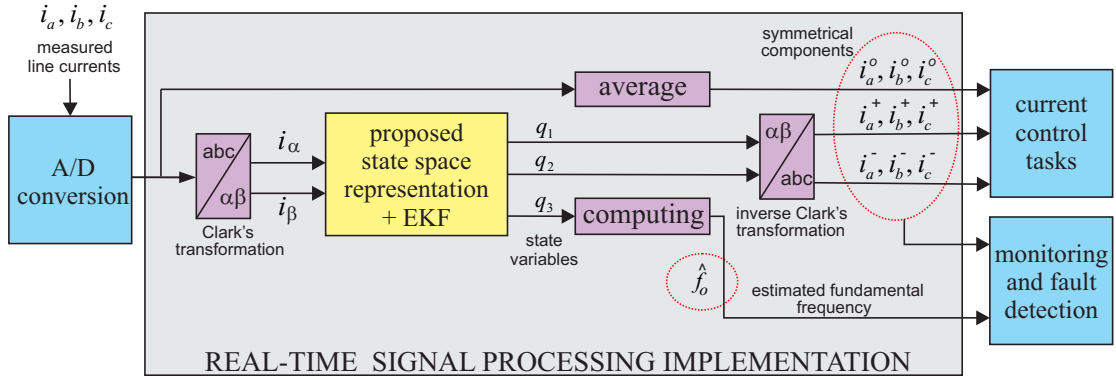 i_a, i_b, i_c
measured
line currents
A/D
conversion
abc
αβ
Clark's
transformation
i_α
i_β
proposed
state space
representation
+ EKF
q_1
q_2
q_3
state
variables
average
computing
αβ
abc
inverse Clark's
transformation
symmetrical
components
i_a^o, i_b^o, i_c^o
i_a^+, i_b^+, i_c^+
i_a^-, i_b^-, i_c^-
f̂_o
estimated fundamental
frequency
current
control
tasks
monitoring
and fault
detection
REAL-TIME SIGNAL PROCESSING IMPLEMENTATION